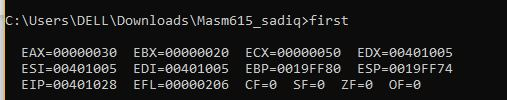 C:\Users\DELL\Downloads\Masm615_sadiq>first
EAX=00000030 EBX=00000020 ECX=00000050 EDX=00401005
ESI=00401005 EDI=00401005 EBP=0019FF80 ESP=0019FF74
EIP=00401028 EFL=00000206 CF=0 SF=0 ZF=0 OF=0